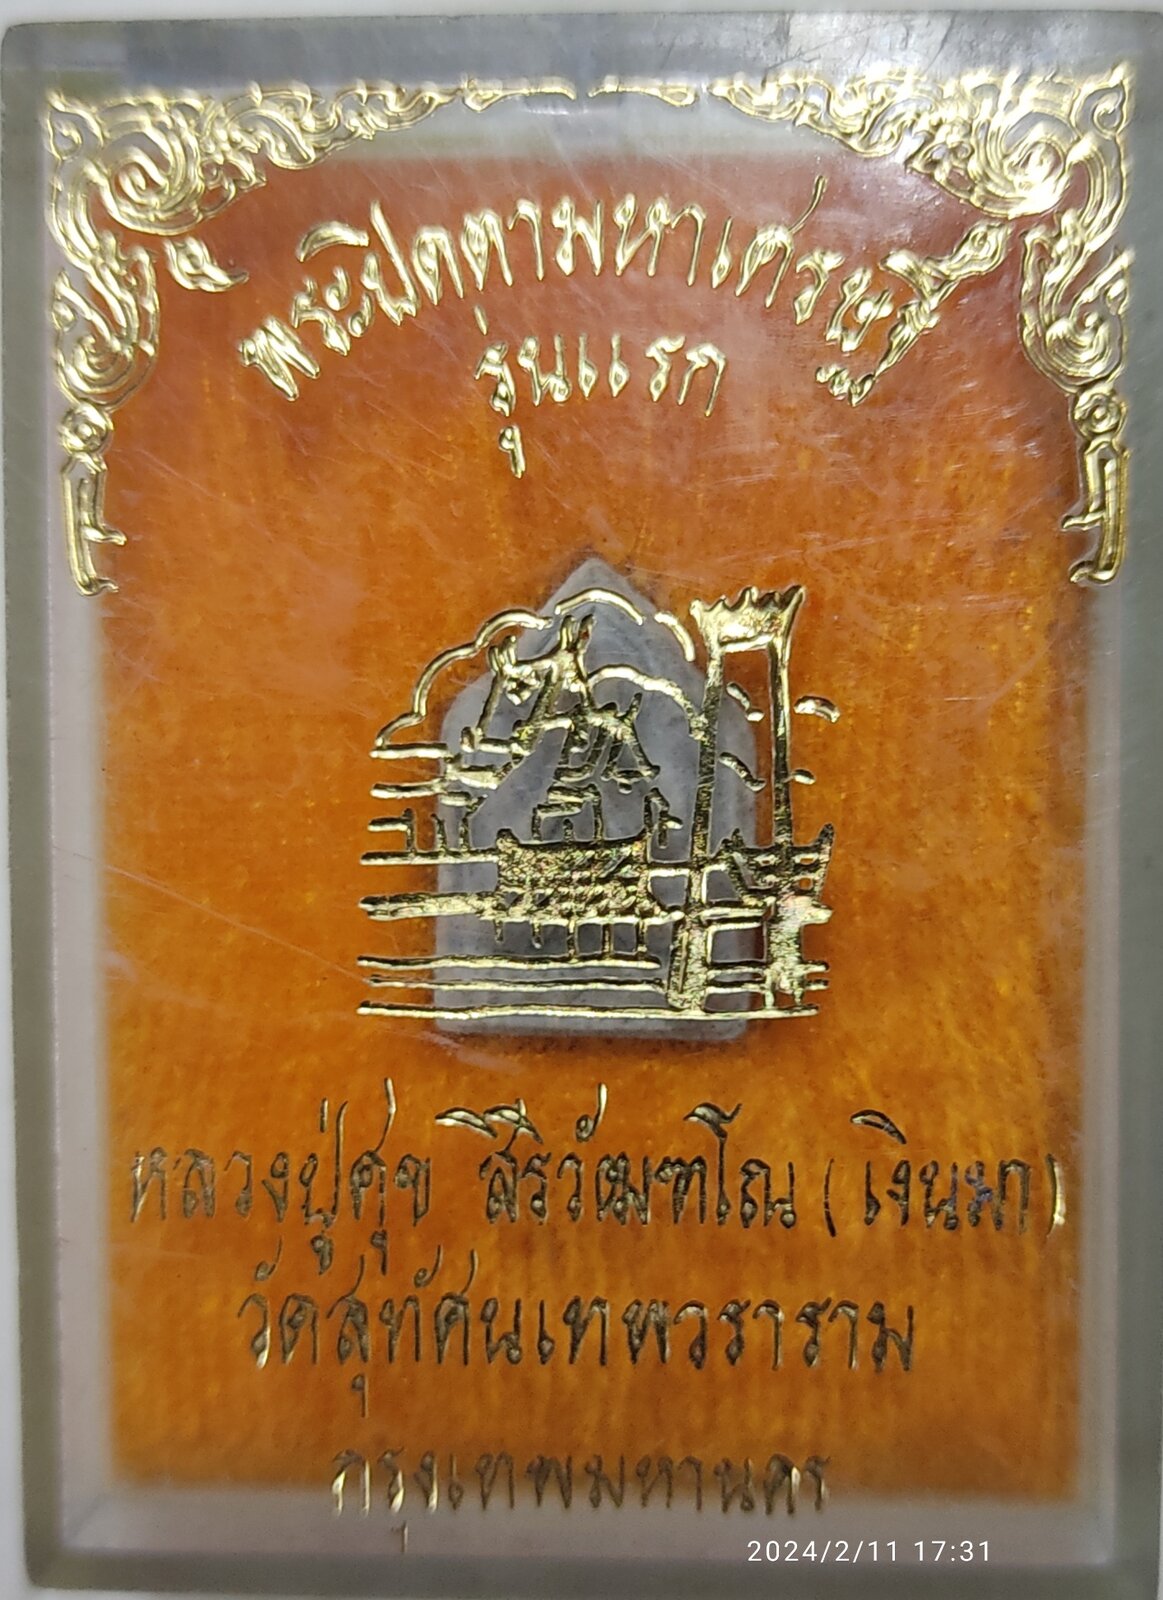 พระปิดตามหาเศรษฐี
รุ่นแรก
หลวงปู่ศุข สิริวัฒฑโณ (เงินมา)
วัดสุทัศนเทพวราราม
กรุงเทพมหานคร
2024/2/11 17:31